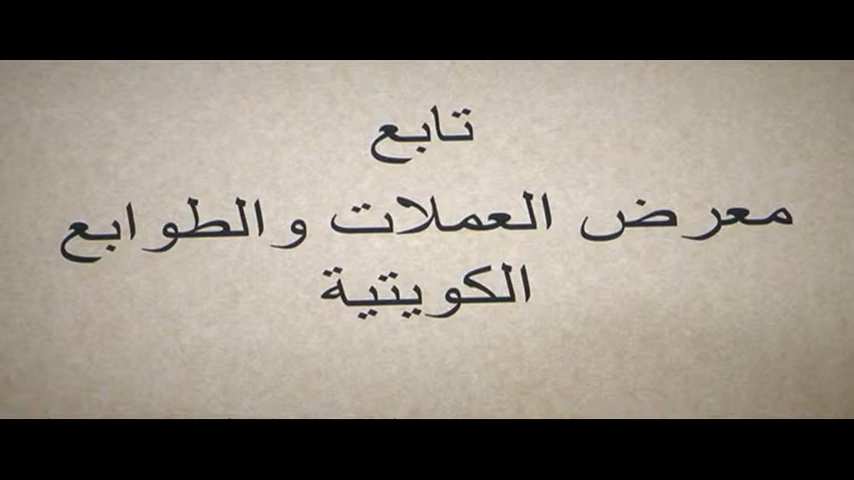 تابع
معرض العملات والطوابع
الكويتية